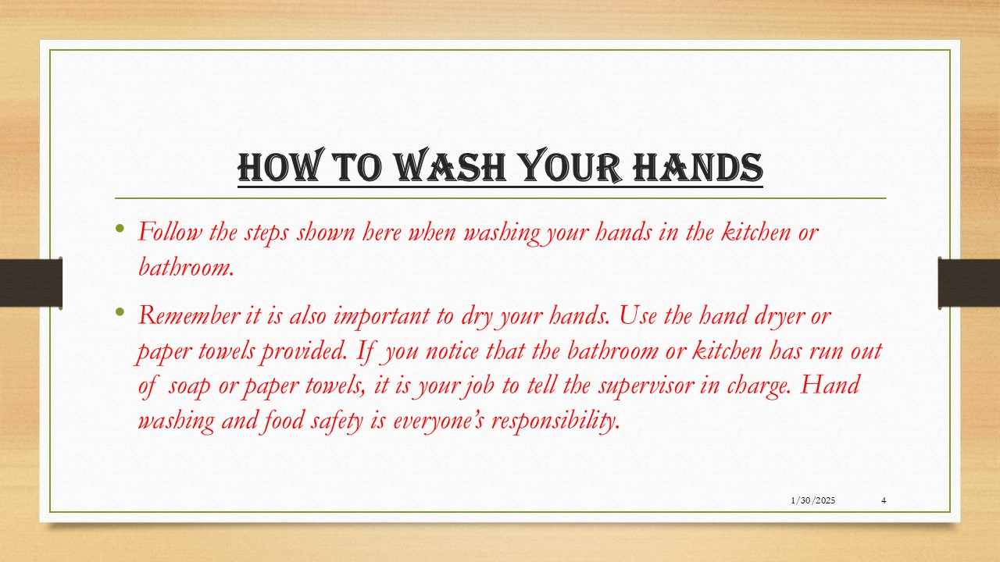 HOW TO WASH YOUR HANDS
• Follow the steps shown here when washing your hands in the kitchen or
bathroom.
• Remember it is also important to dry your hands. Use the hand dryer or
paper towels provided. If you notice that the bathroom or kitchen has run out
of soap or paper towels, it is your job to tell the supervisor in charge. Hand
washing and food safety is everyone’s responsibility.
1/30/2025 4